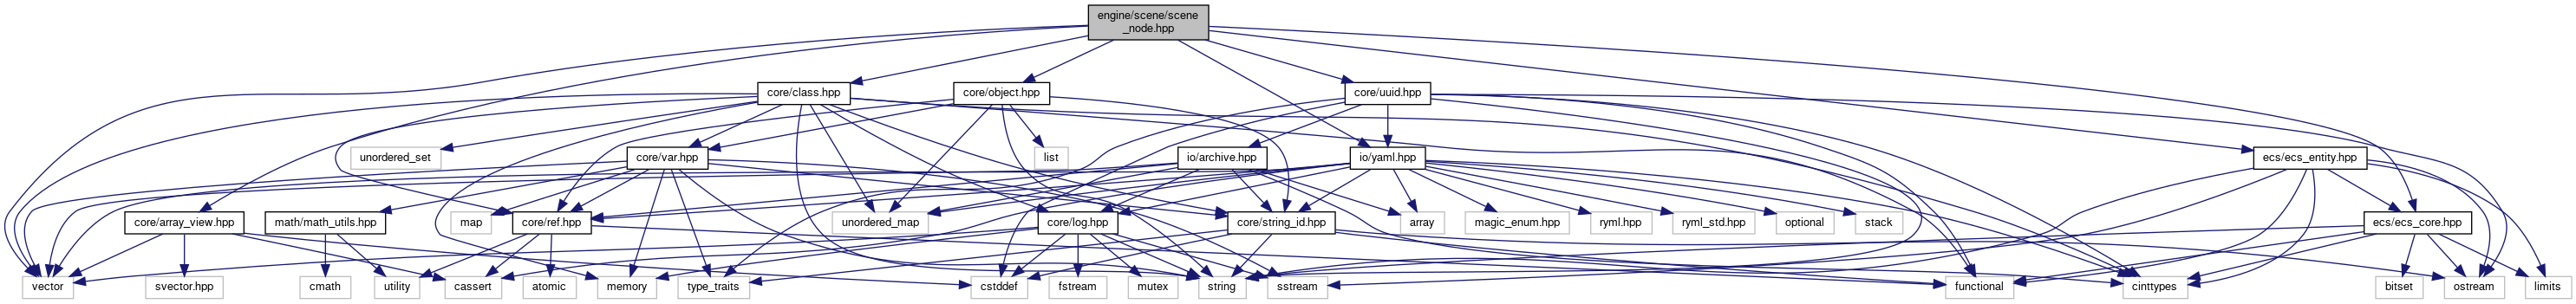 engine/scene/scene
_node.hpp
core/class.hpp
core/object.hpp
core/uuid.hpp
unordered_set
core/var.hpp
list
io/archive.hpp
io/yaml.hpp
ecs/ecs_entity.hpp
core/array_view.hpp
math/math_utils.hpp
map
core/ref.hpp
unordered_map
core/log.hpp
core/string_id.hpp
array
magic_enum.hpp
ryml.hpp
ryml_std.hpp
optional
stack
ecs/ecs_core.hpp
vector
svector.hpp
cmath
utility
cassert
atomic
memory
type_traits
cstddef
fstream
mutex
string
sstream
functional
cinttypes
bitset
ostream
limits